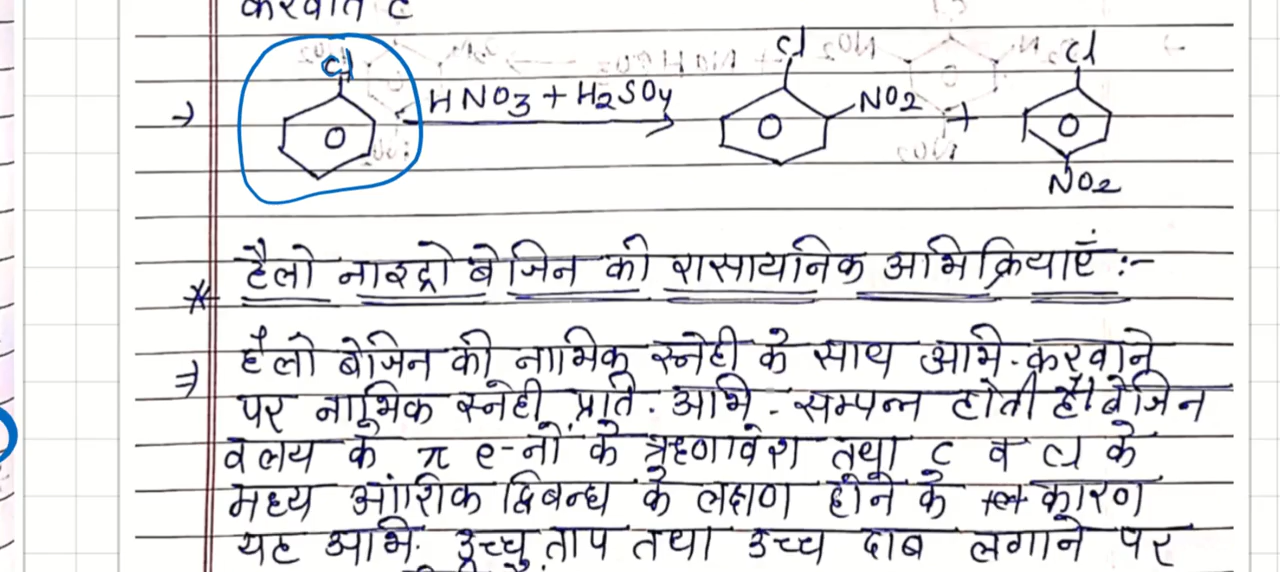 करवाते
→ Cl HNO3 + H2SO4 Cl NO2 + Cl NO2
* हैलो नाइट्रो बेंजिन की रासायनिक अभिक्रियाएँ :-
⇒ हैलो बेंजिन की नाभिक स्नेही के साथ अभि. करवाने
पर नाभिक स्नेही प्रति. अभि. सम्पन्न होती है। बेंजिन
वलय के π e-नों के ऋणावेश तथा C व Cl के
मध्य आंशिक द्विबन्ध के लक्षण होने के कारण
यह अभि. उच्च ताप तथा उच्च दाब लगाने पर